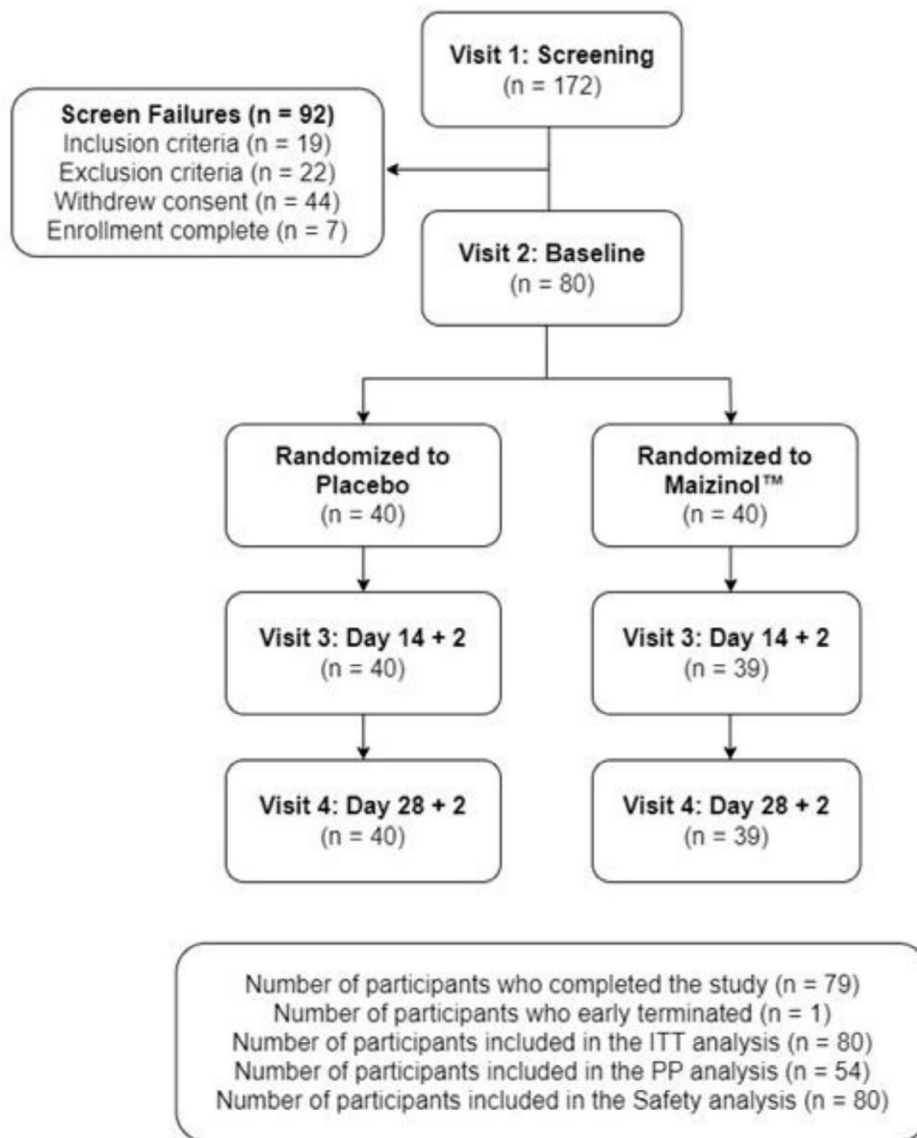 Visit 1: Screening
(n = 172)
Screen Failures (n = 92)
Inclusion criteria (n = 19)
Exclusion criteria (n = 22)
Withdrew consent (n = 44)
Enrollment complete (n = 7)
Visit 2: Baseline
(n = 80)
Randomized to
Placebo
(n = 40)
Randomized to
Maizinol™
(n = 40)
Visit 3: Day 14 + 2
(n = 40)
Visit 3: Day 14 + 2
(n = 39)
Visit 4: Day 28 + 2
(n = 40)
Visit 4: Day 28 + 2
(n = 39)
Number of participants who completed the study (n = 79)
Number of participants who early terminated (n = 1)
Number of participants included in the ITT analysis (n = 80)
Number of participants included in the PP analysis (n = 54)
Number of participants included in the Safety analysis (n = 80)